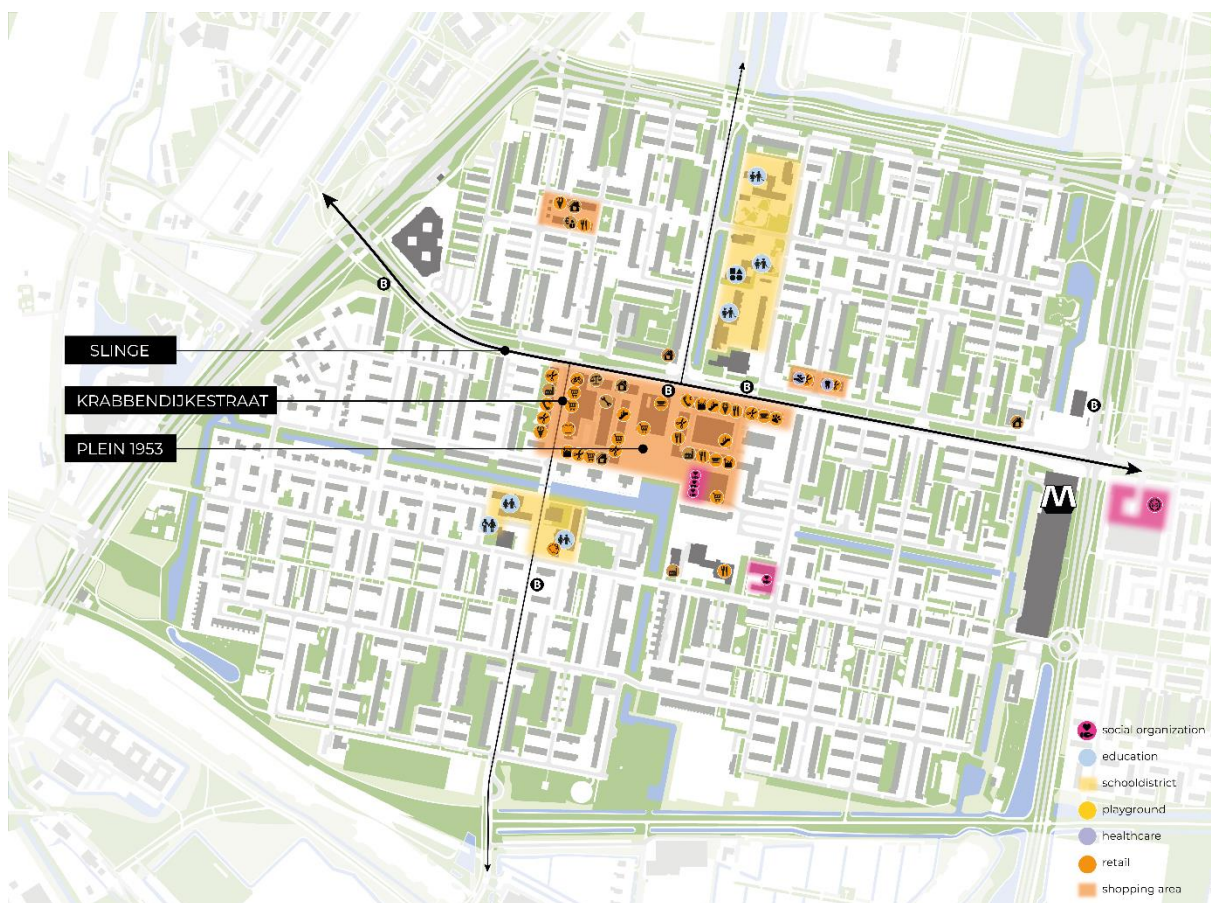 B
SLINGE
B
B
B
KRABBENDIJKESTRAAT
PLEIN 1953
M
B
social organization
education
schooldistrict
playground
healthcare
retail
shopping area